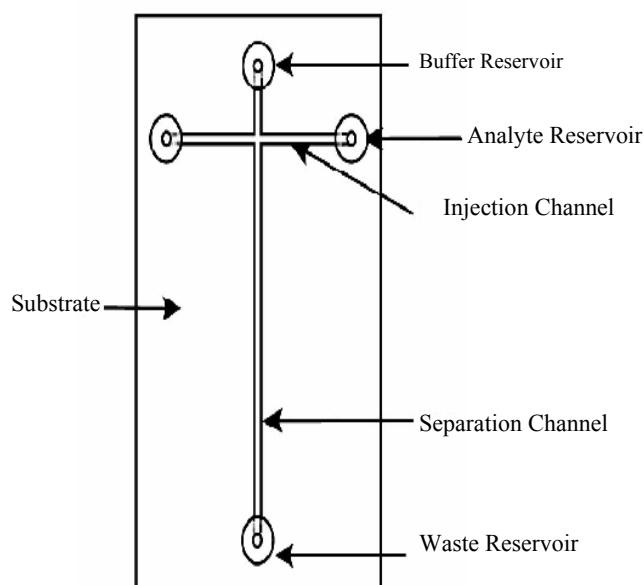 Buffer Reservoir
Analyte Reservoir
Injection Channel
Substrate
Separation Channel
Waste Reservoir